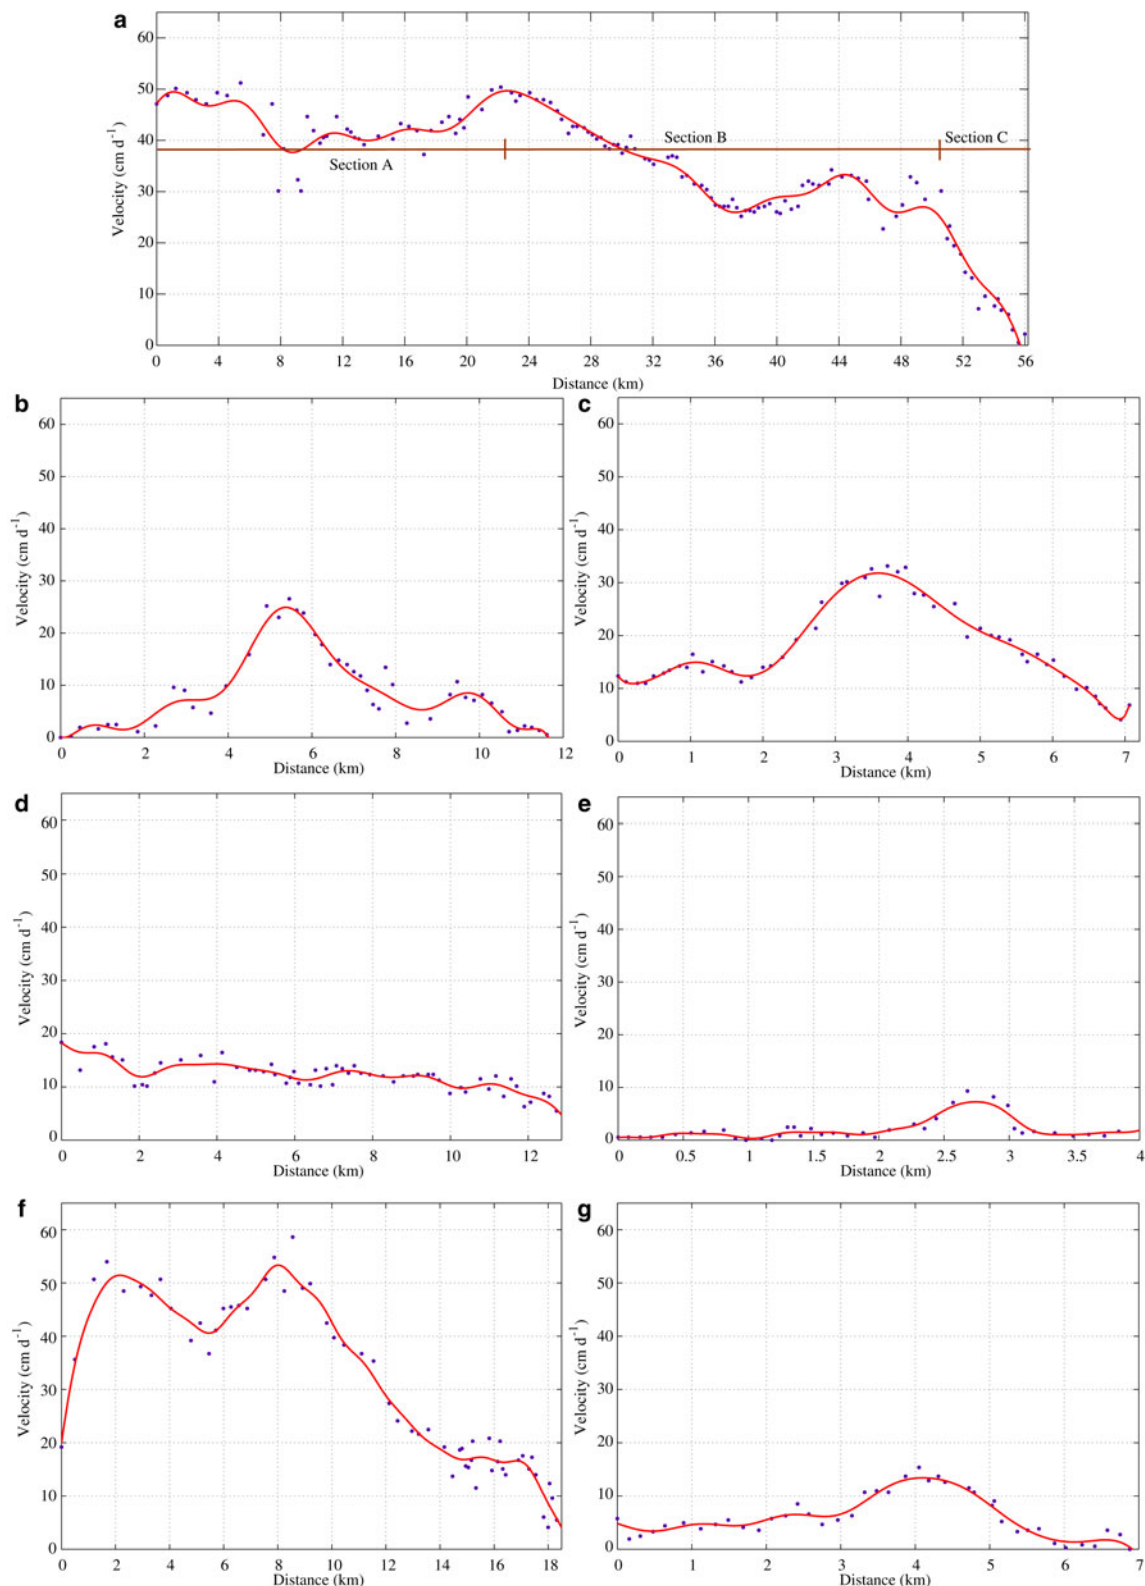 a
60
50
40
30
20
10
0
Velocity (cm d-1)
Section A
Section B
Section C
0 4 8 12 16 20 24 28 32 36 40 44 48 52 56
Distance (km)
b
60
50
40
30
20
10
0
Velocity (cm d-1)
0 2 4 6 8 10 12
Distance (km)
c
60
50
40
30
20
10
0
Velocity (cm d-1)
0 1 2 3 4 5 6 7
Distance (km)
d
60
50
40
30
20
10
0
Velocity (cm d-1)
0 2 4 6 8 10 12
Distance (km)
e
60
50
40
30
20
10
0
Velocity (cm d-1)
0 0.5 1 1.5 2 2.5 3 3.5 4
Distance (km)
f
60
50
40
30
20
10
0
Velocity (cm d-1)
0 2 4 6 8 10 12 14 16 18
Distance (km)
g
60
50
40
30
20
10
0
Velocity (cm d-1)
0 1 2 3 4 5 6 7
Distance (km)